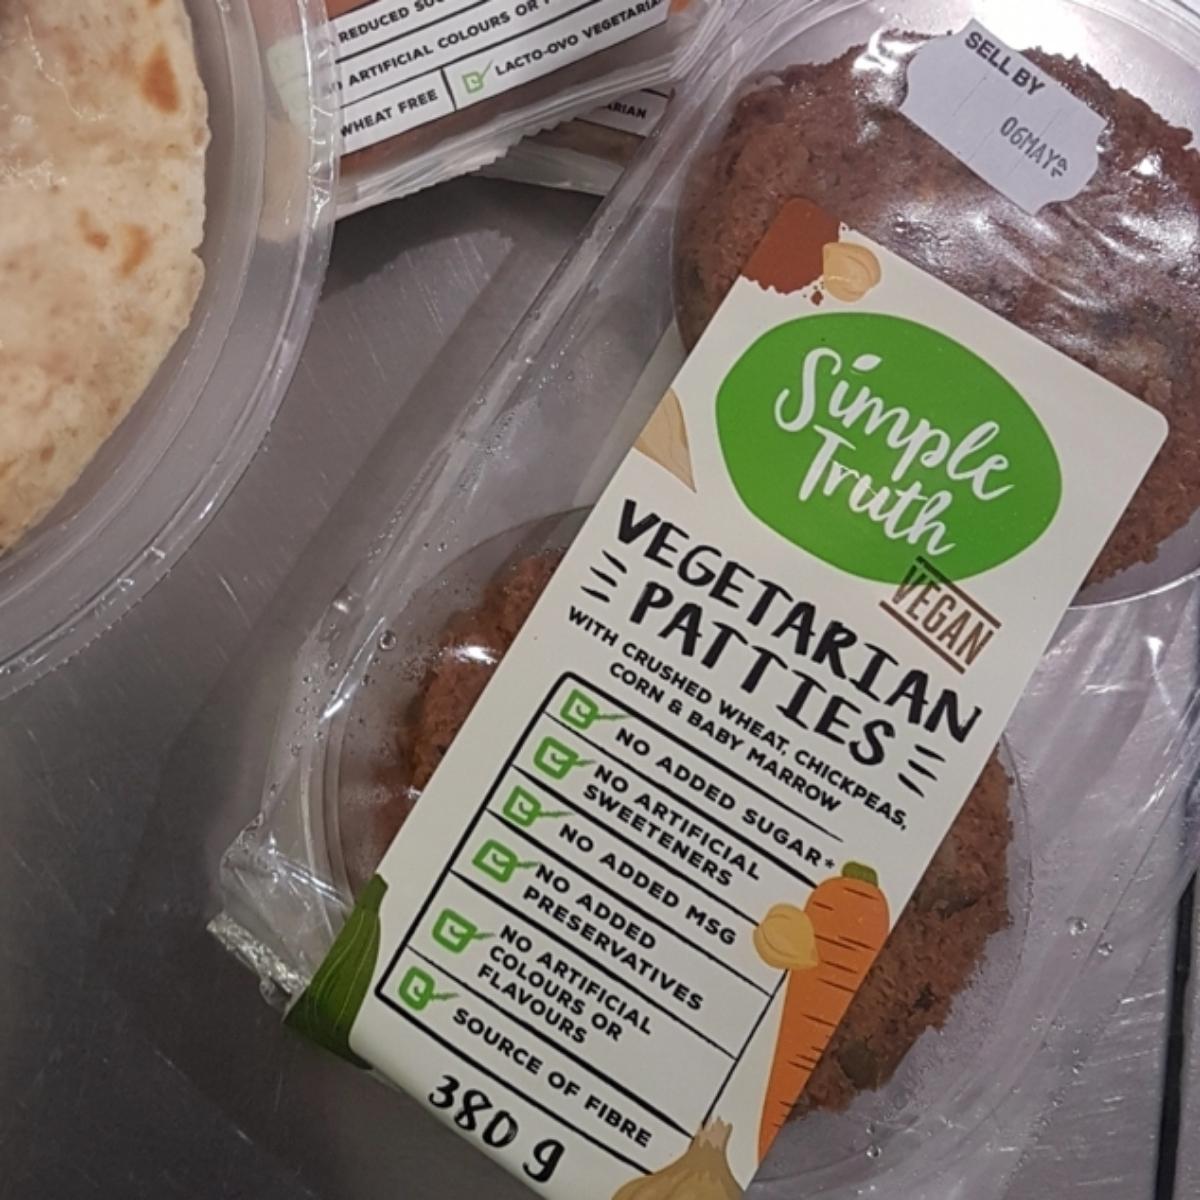 REDUCED
ARTIFICIAL COLOURS OR
WHEAT FREE
LACTO-OVO VEGETARIAN
SELL BY
06MAY
Simple
Truth
VEGAN
VEGETARIAN
PATTIES
WITH CRUSHED WHEAT, CHICKPEAS,
CORN & BABY MARROW
NO ADDED SUGAR*
NO ARTIFICIAL
SWEETENERS
NO ADDED MSG
NO ADDED
PRESERVATIVES
NO ARTIFICIAL
COLOURS OR
FLAVOURS
SOURCE OF FIBRE
380 g